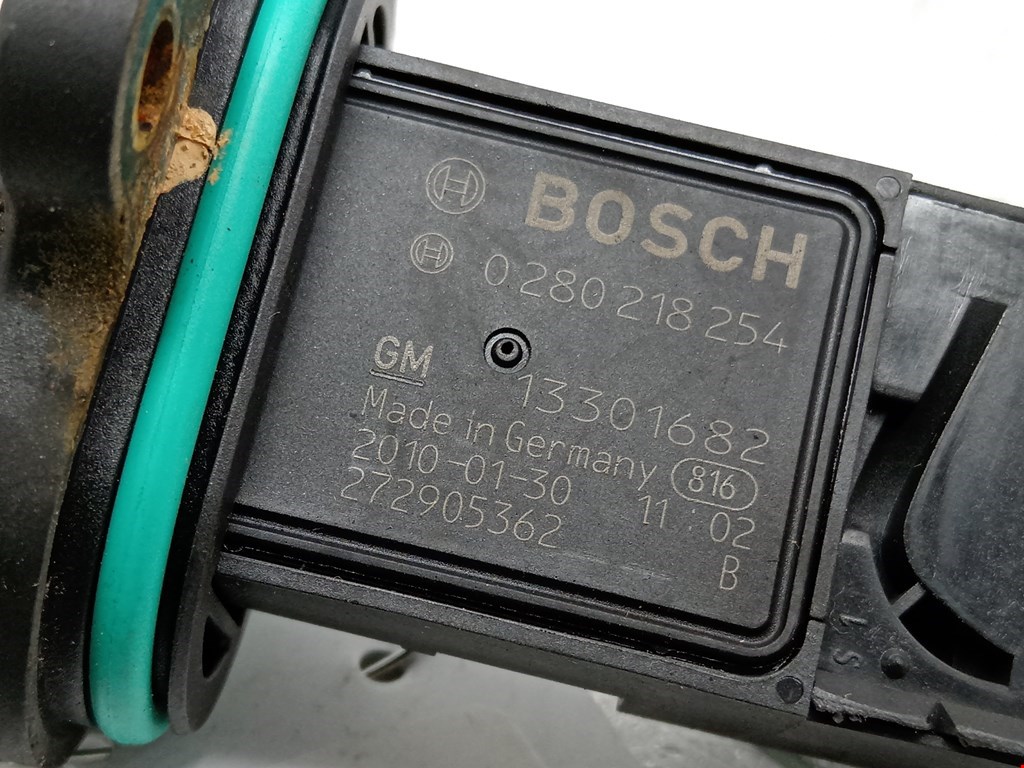 BOSCH
0 280 218 254
GM
13301682
Made in Germany 816
2010-01-30 11:02
272905362 B